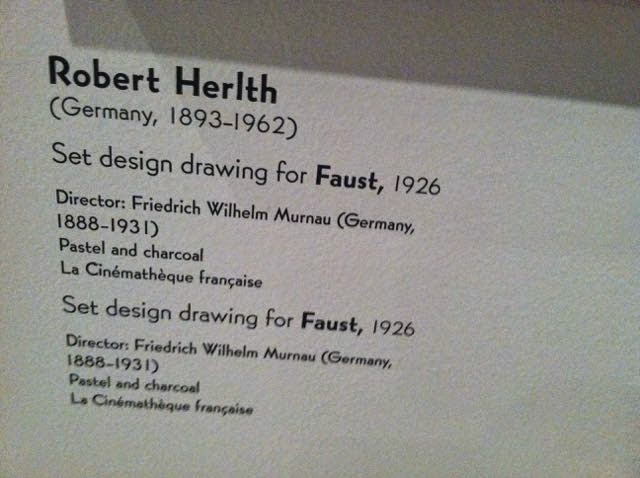 Robert Herlth
(Germany, 1893–1962)
Set design drawing for Faust, 1926
Director: Friedrich Wilhelm Murnau (Germany,
1888–1931)
Pastel and charcoal
La Cinémathèque française
Set design drawing for Faust, 1926
Director: Friedrich Wilhelm Murnau (Germany,
1888–1931)
Pastel and charcoal
La Cinémathèque française